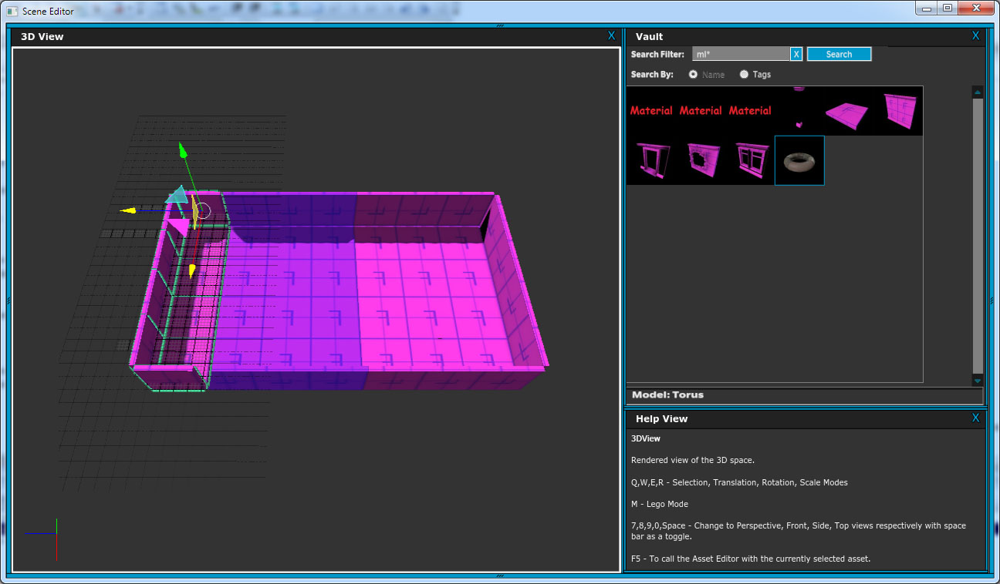 Scene Editor
3D View
X
Vault
X
Search Filter:
ml*
X
Search
Search By:
Name
Tags
Material Material Material
Model: Torus
Help View
X
3DView
Rendered view of the 3D space.
Q,W,E,R - Selection, Translation, Rotation, Scale Modes
M - Lego Mode
7,8,9,0,Space - Change to Perspective, Front, Side, Top views respectively with space
bar as a toggle.
F5 - To call the Asset Editor with the currently selected asset.